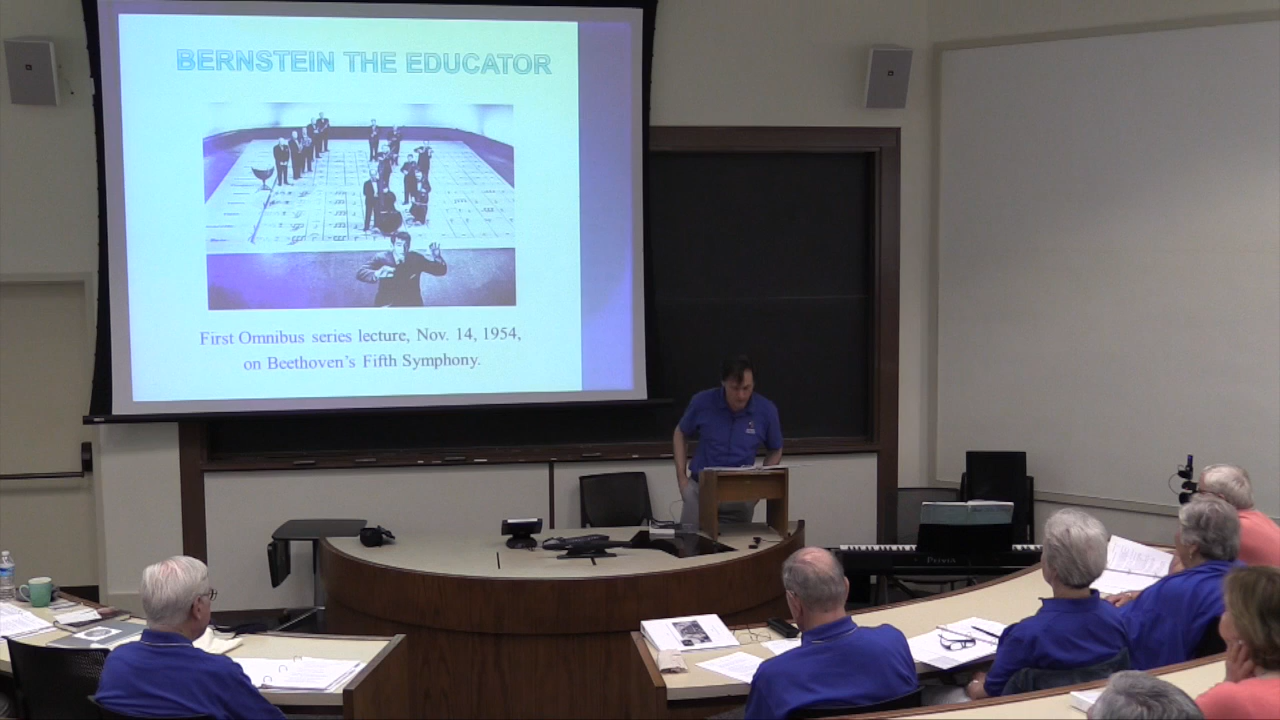 BERNSTEIN THE EDUCATOR
First Omnibus series lecture, Nov. 14, 1954,
on Beethoven's Fifth Symphony.